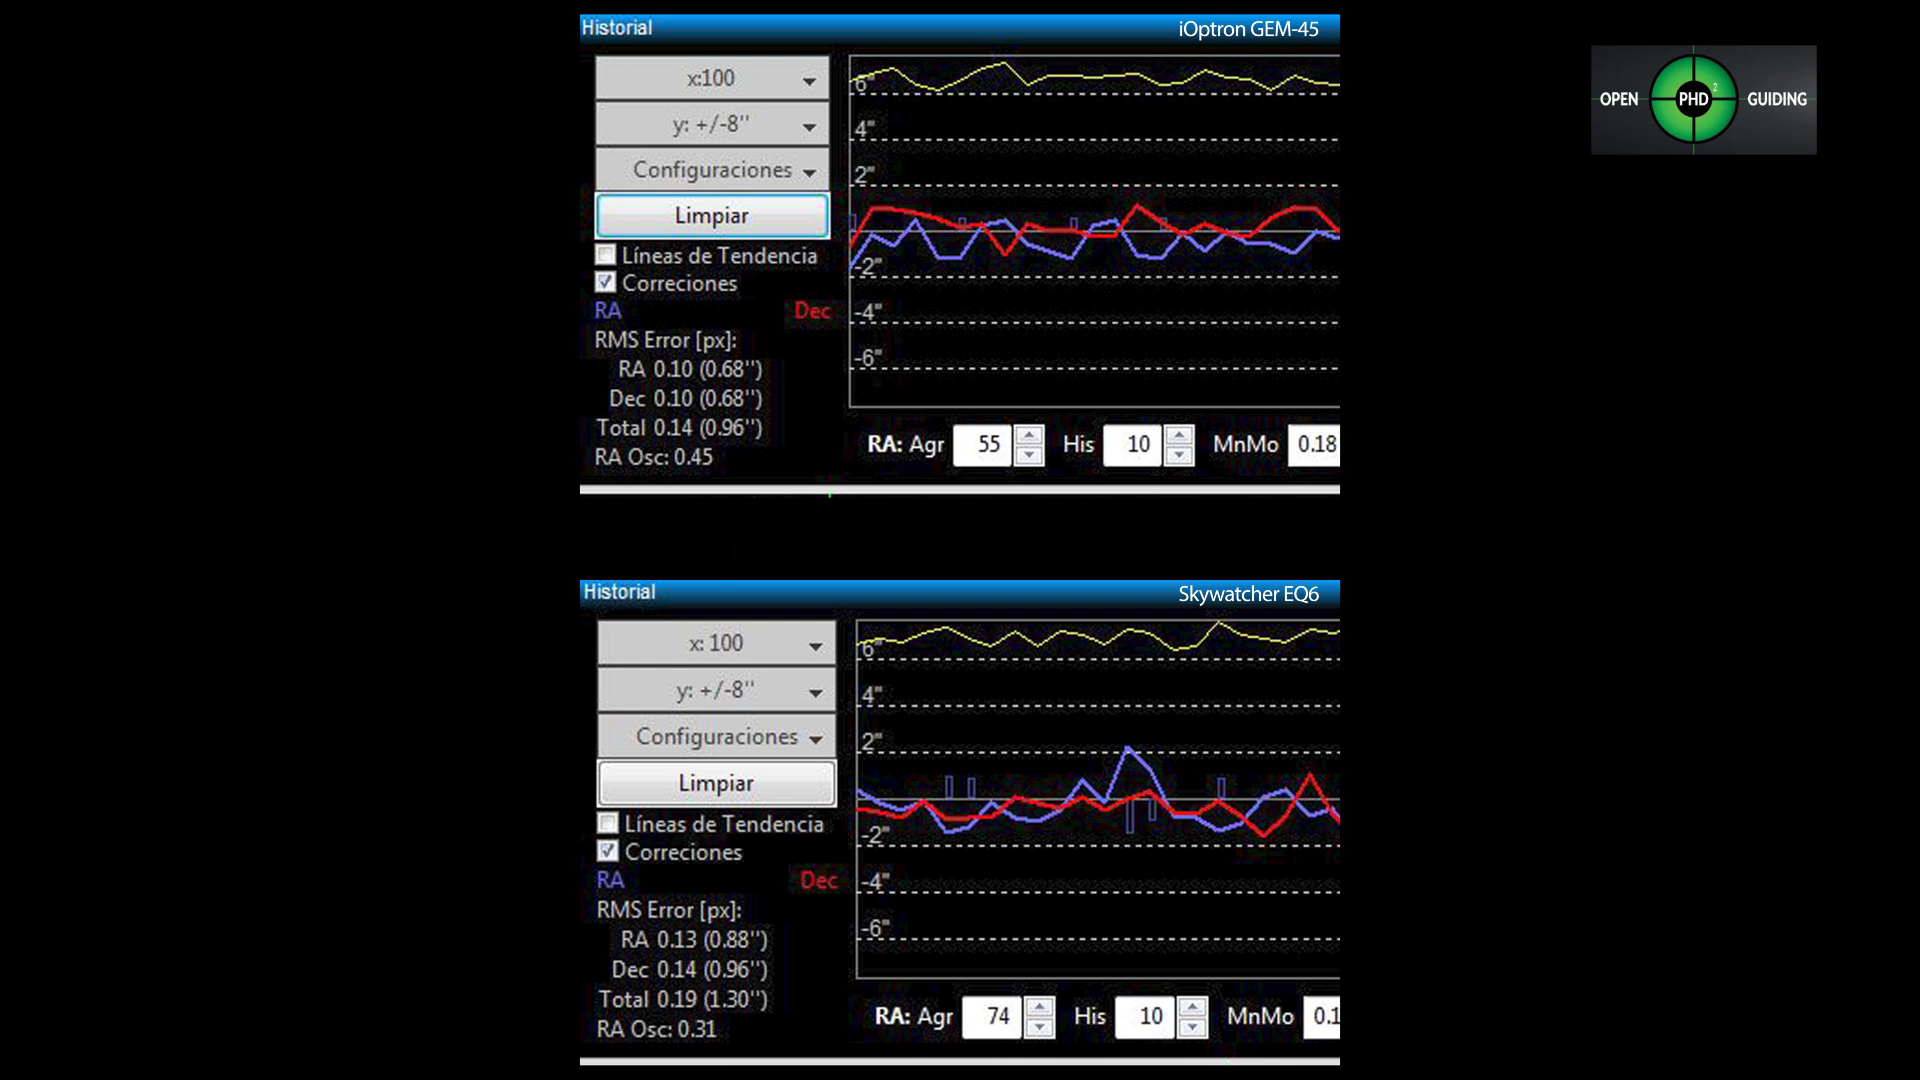 Historial
iOptron GEM-45
OPEN PHD2 GUIDING
x:100
y: +/-8"
Configuraciones
Limpiar
Líneas de Tendencia
Correciones
RA Dec
RMS Error [px]:
RA 0.10 (0.68")
Dec 0.10 (0.68")
Total 0.14 (0.96")
RA Osc: 0.45
6"
4"
2"
-2"
-4"
-6"
RA: Agr 55 His 10 MnMo 0.18
Historial
Skywatcher EQ6
x: 100
y: +/-8"
Configuraciones
Limpiar
Líneas de Tendencia
Correciones
RA Dec
RMS Error [px]:
RA 0.13 (0.88")
Dec 0.14 (0.96")
Total 0.19 (1.30")
RA Osc: 0.31
6"
4"
2"
-2"
-4"
-6"
RA: Agr 74 His 10 MnMo 0.1